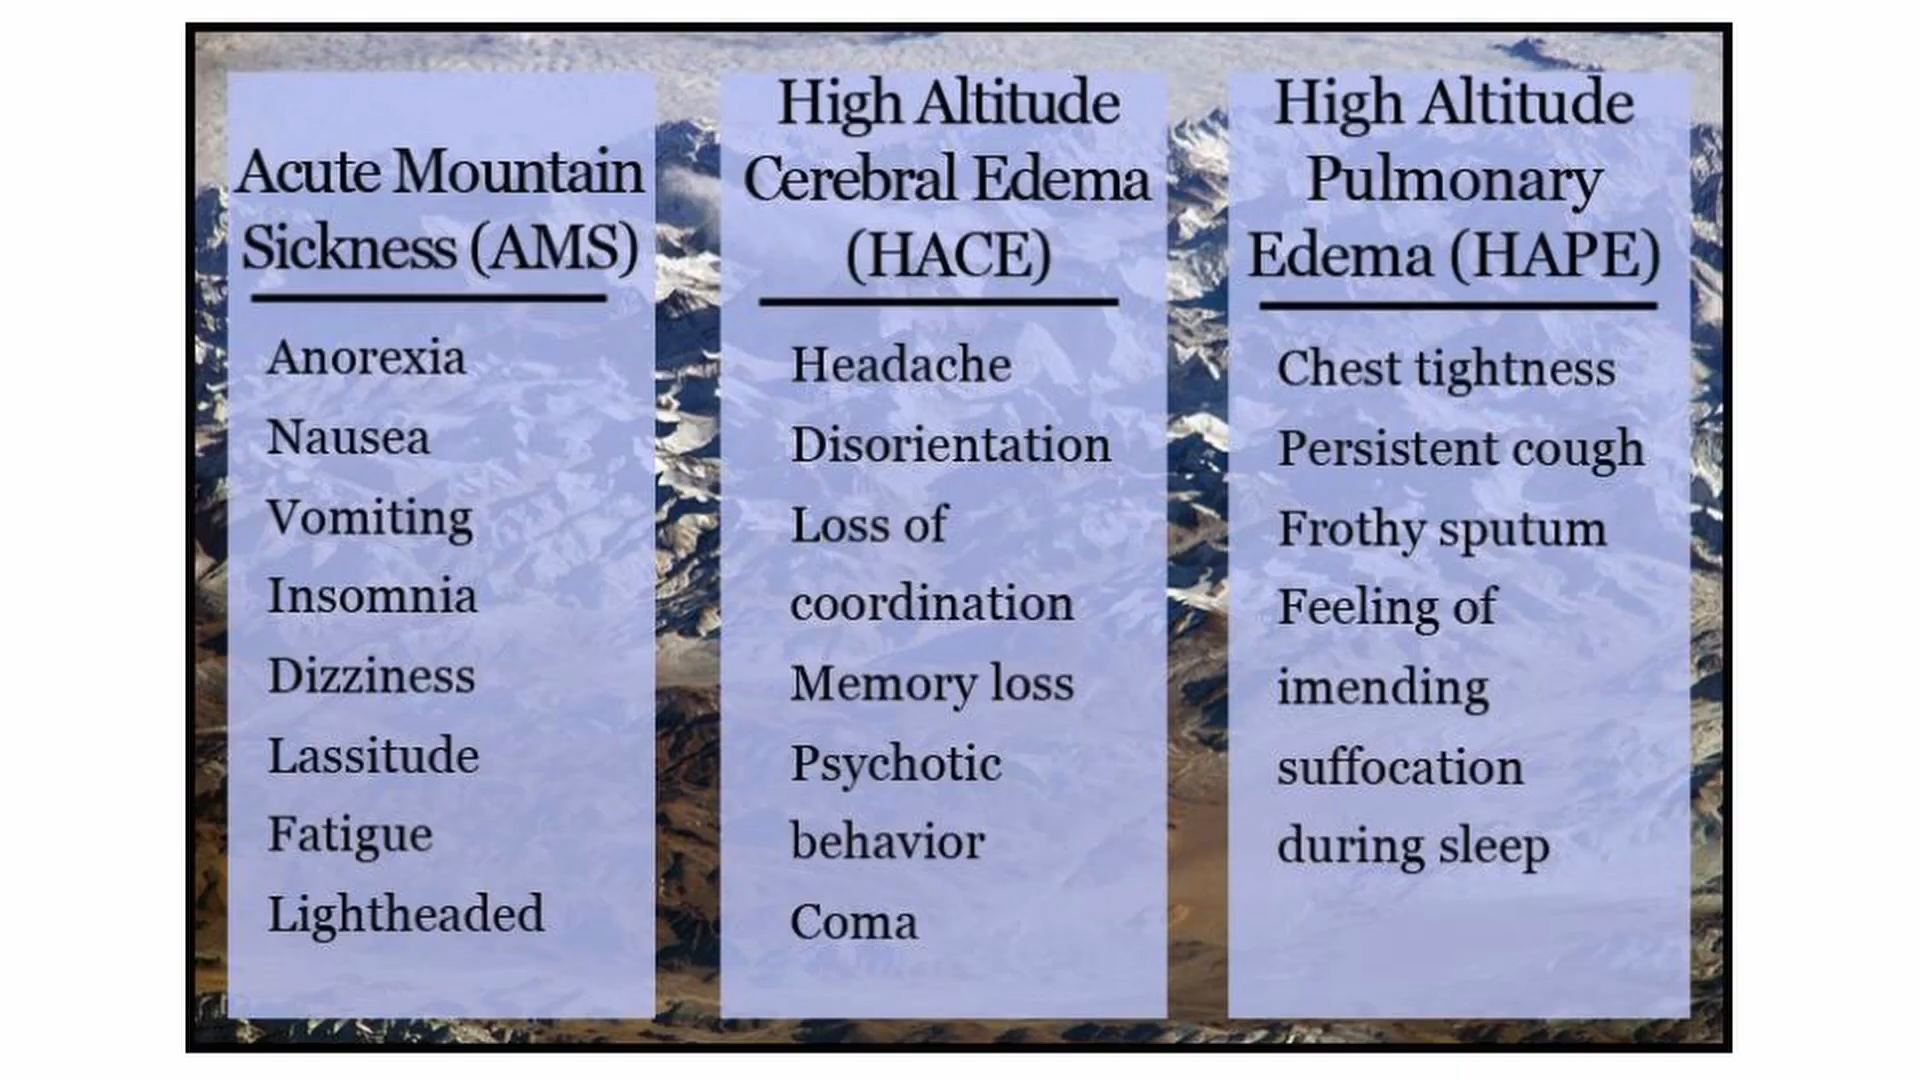 Acute Mountain
Sickness (AMS)
Anorexia
Nausea
Vomiting
Insomnia
Dizziness
Lassitude
Fatigue
Lightheaded
High Altitude
Cerebral Edema
(HACE)
Headache
Disorientation
Loss of
coordination
Memory loss
Psychotic
behavior
Coma
High Altitude
Pulmonary
Edema (HAPE)
Chest tightness
Persistent cough
Frothy sputum
Feeling of
imending
suffocation
during sleep